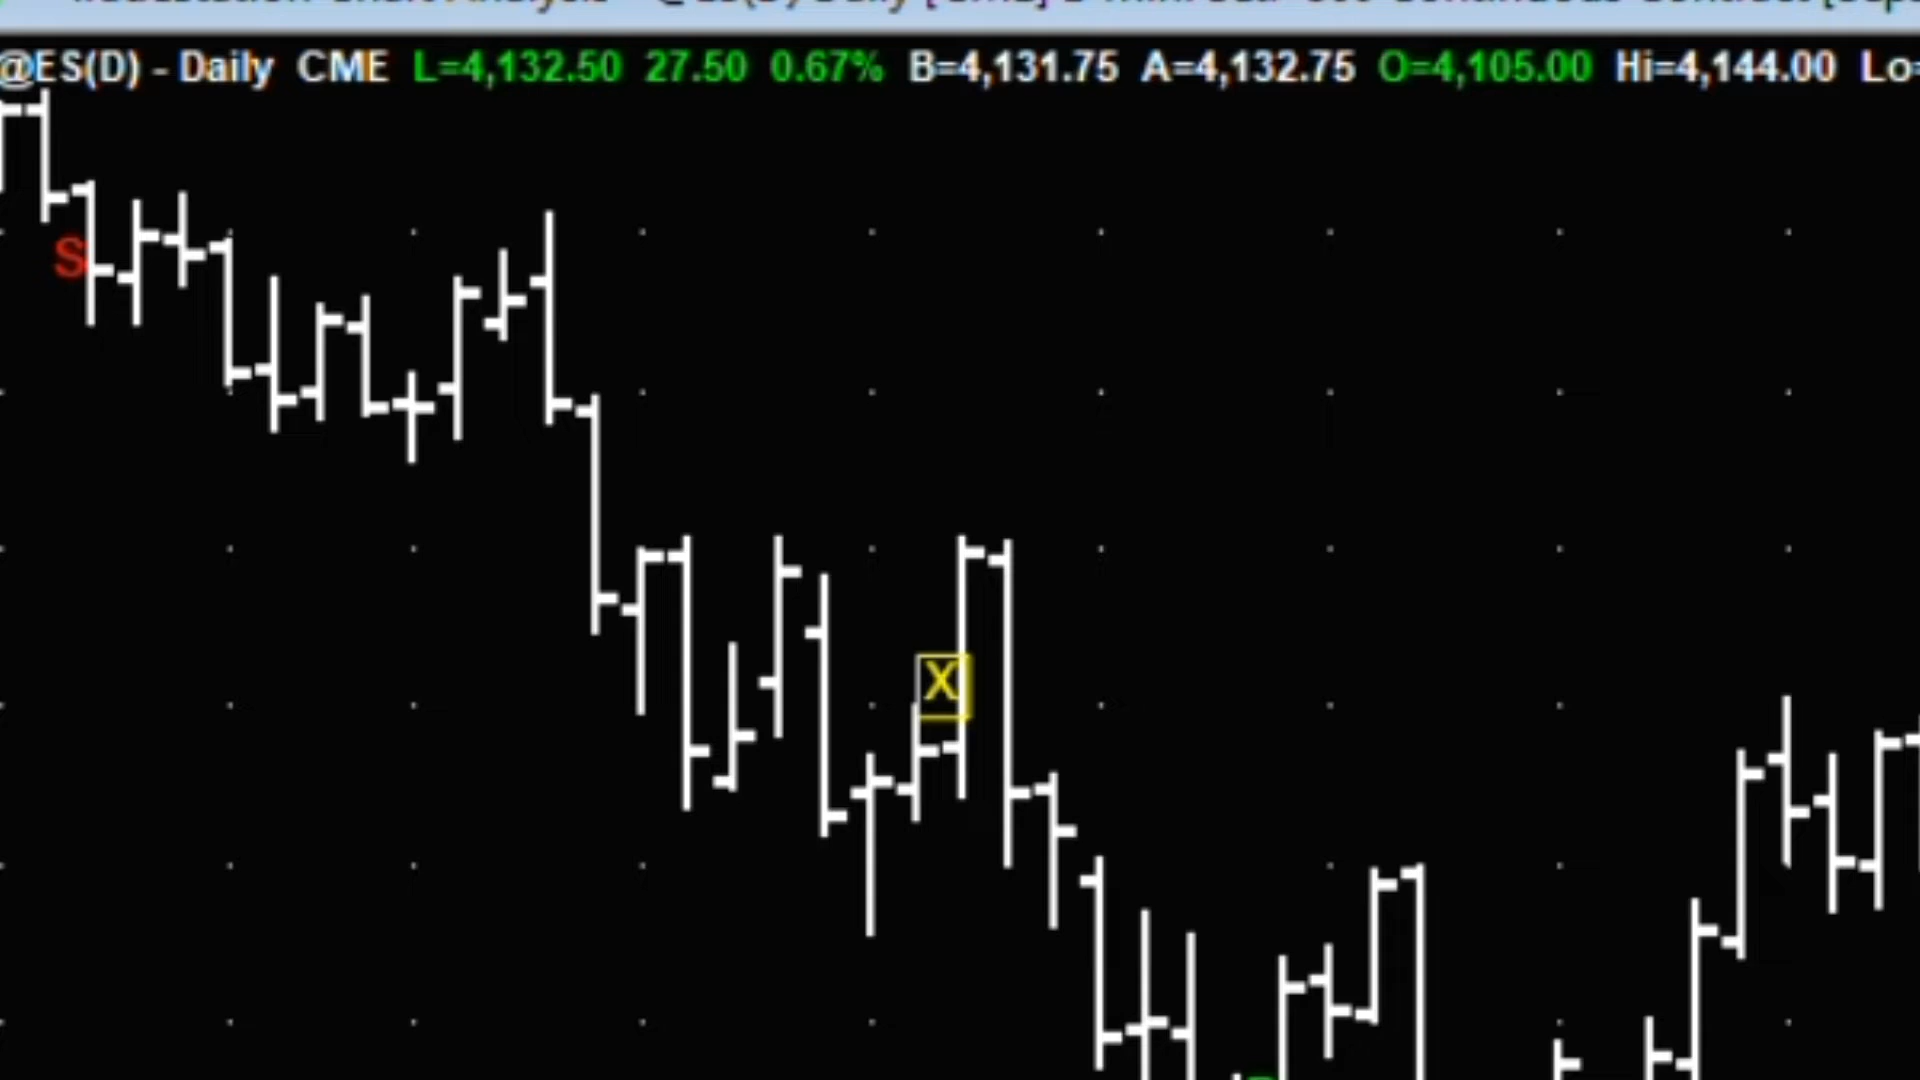 @ES(D) - Daily CME L=4,132.50 27.50 0.67% B=4,131.75 A=4,132.75 O=4,105.00 Hi=4,144.00 Lo=
S
X